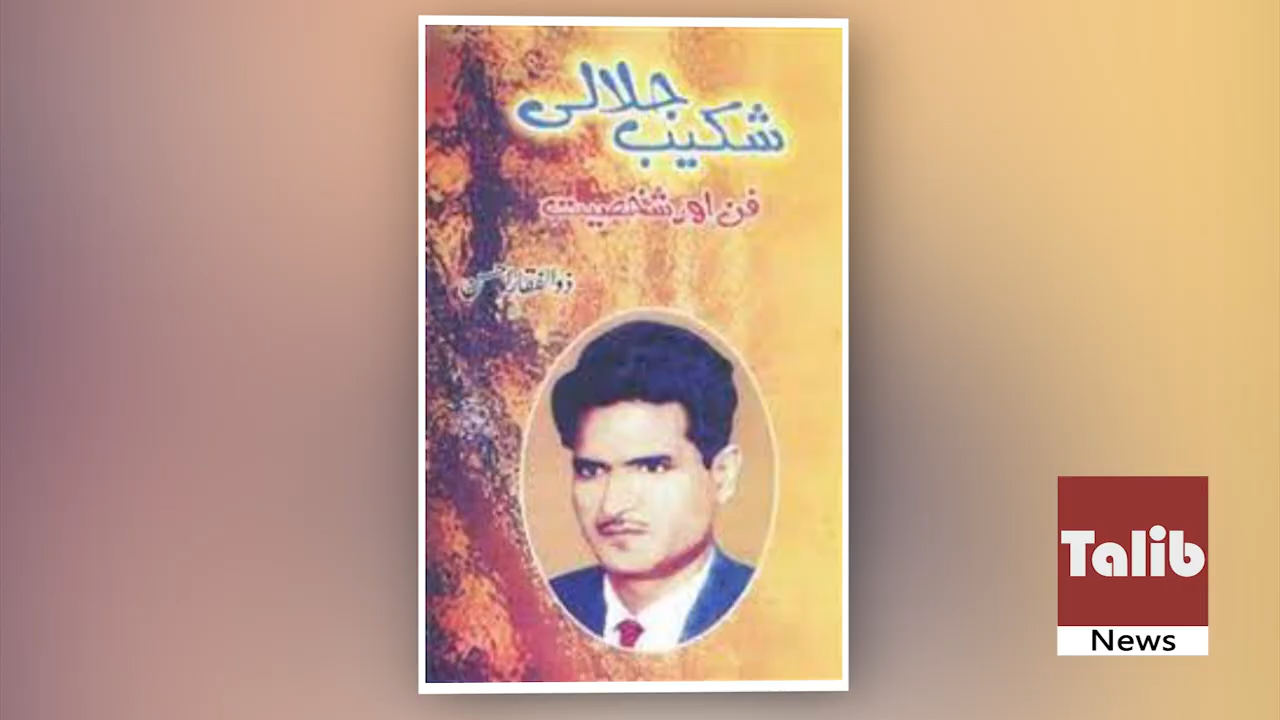 شکیب جلالی
فن اور شخصیت
ذوالفقار احسن
Talib
News